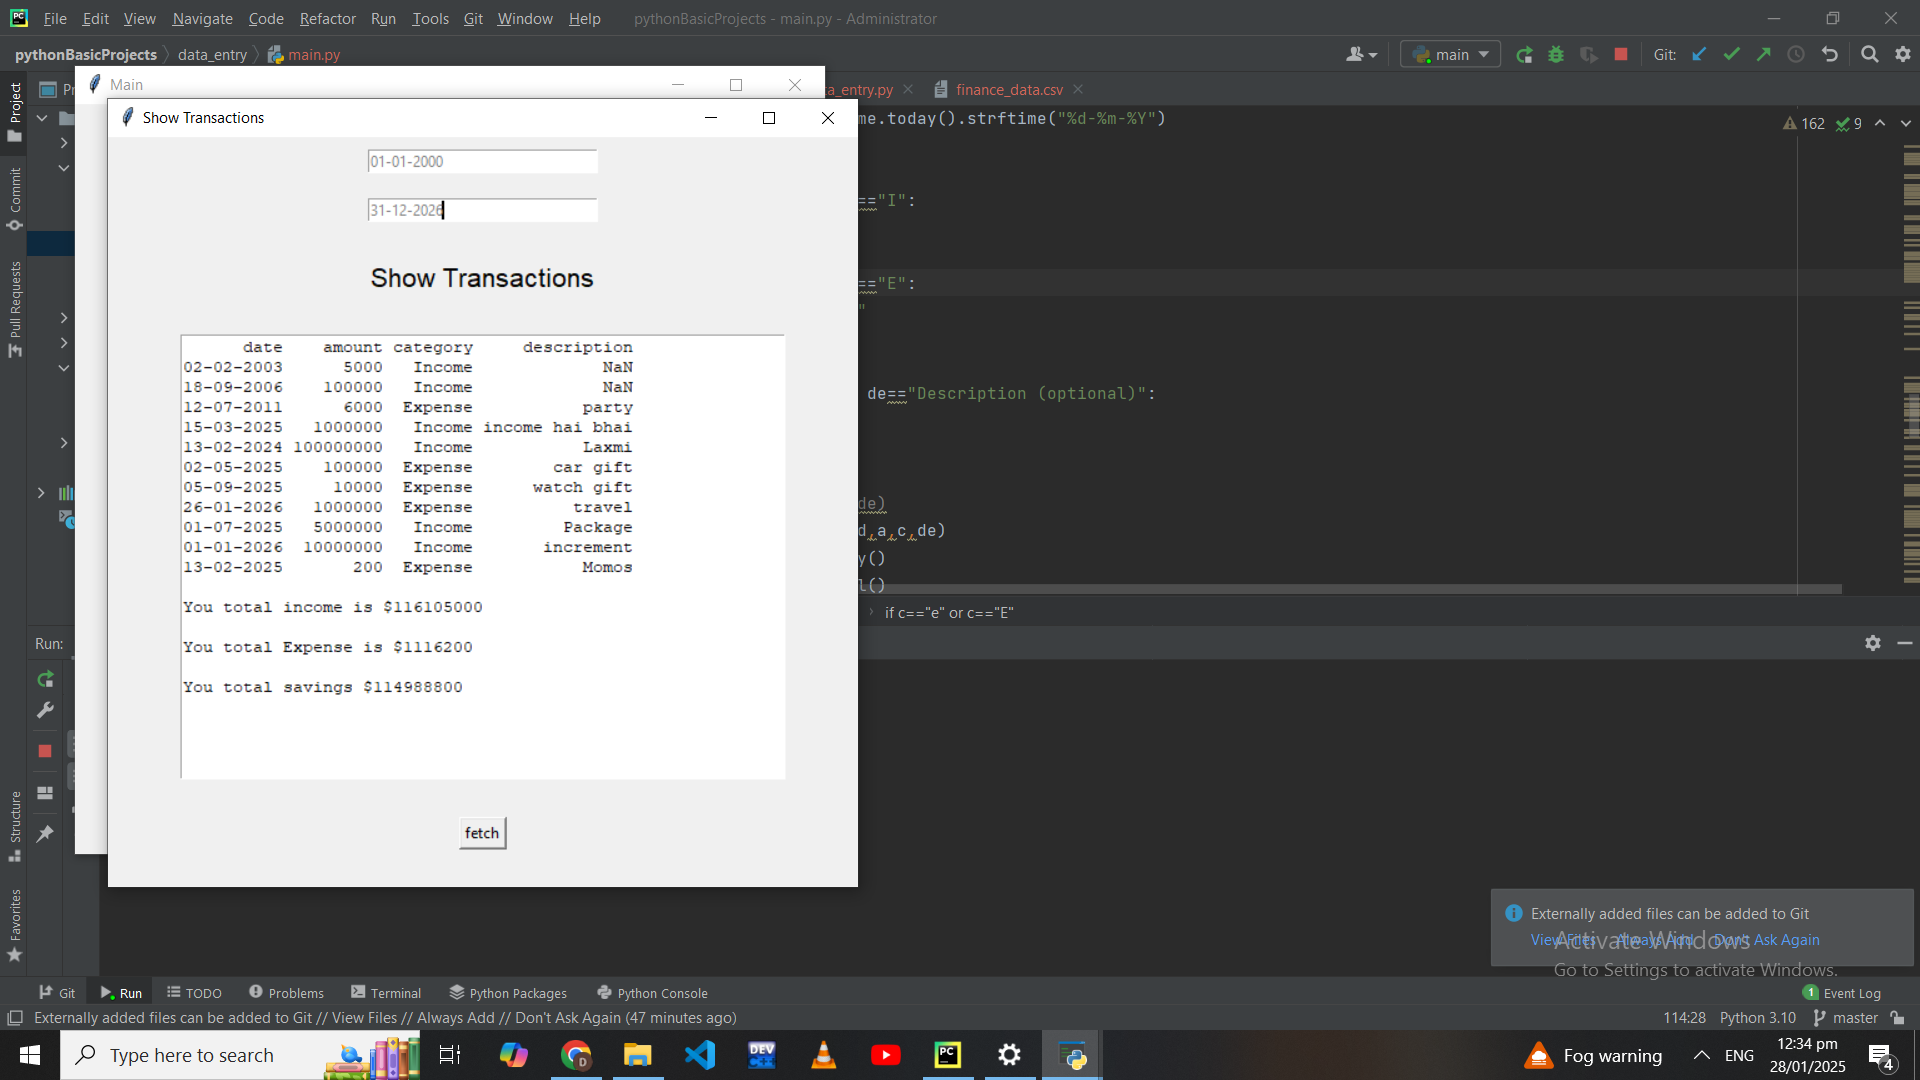 File Edit View Navigate Code Refactor Run Tools Git Window Help pythonBasicProjects - main.py - Administrator
pythonBasicProjects data_entry main.py main Git:
Main
ta_entry.py finance_data.csv
Show Transactions
me.today().strftime("%d-%m-%Y")
162 9
01-01-2000
=="I":
31-12-2026
Show Transactions
=="E":
"
date amount category description
02-02-2003 5000 Income NaN
18-09-2006 100000 Income NaN
12-07-2011 6000 Expense party
15-03-2025 1000000 Income income hai bhai
13-02-2024 100000000 Income Laxmi
02-05-2025 100000 Expense car gift
05-09-2025 10000 Expense watch gift
26-01-2026 1000000 Expense travel
01-07-2025 5000000 Income Package
01-01-2026 10000000 Income increment
13-02-2025 200 Expense Momos
You total income is $116105000
You total Expense is $1116200
You total savings $114988800
fetch
de=="Description (optional)":
de)
d,a,c,de)
y()
l()
if c=="e" or c=="E"
Project
Commit
Pull Requests
Structure
Favorites
Run:
Externally added files can be added to Git
View Files Always Add Don't Ask Again
Activate Windows
Go to Settings to activate Windows.
Git Run TODO Problems Terminal Python Packages Python Console 1 Event Log
Externally added files can be added to Git // View Files // Always Add // Don't Ask Again (47 minutes ago) 114:28 Python 3.10 master
Type here to search
DEV
PC
Fog warning ENG
12:34 pm
28/01/2025
4